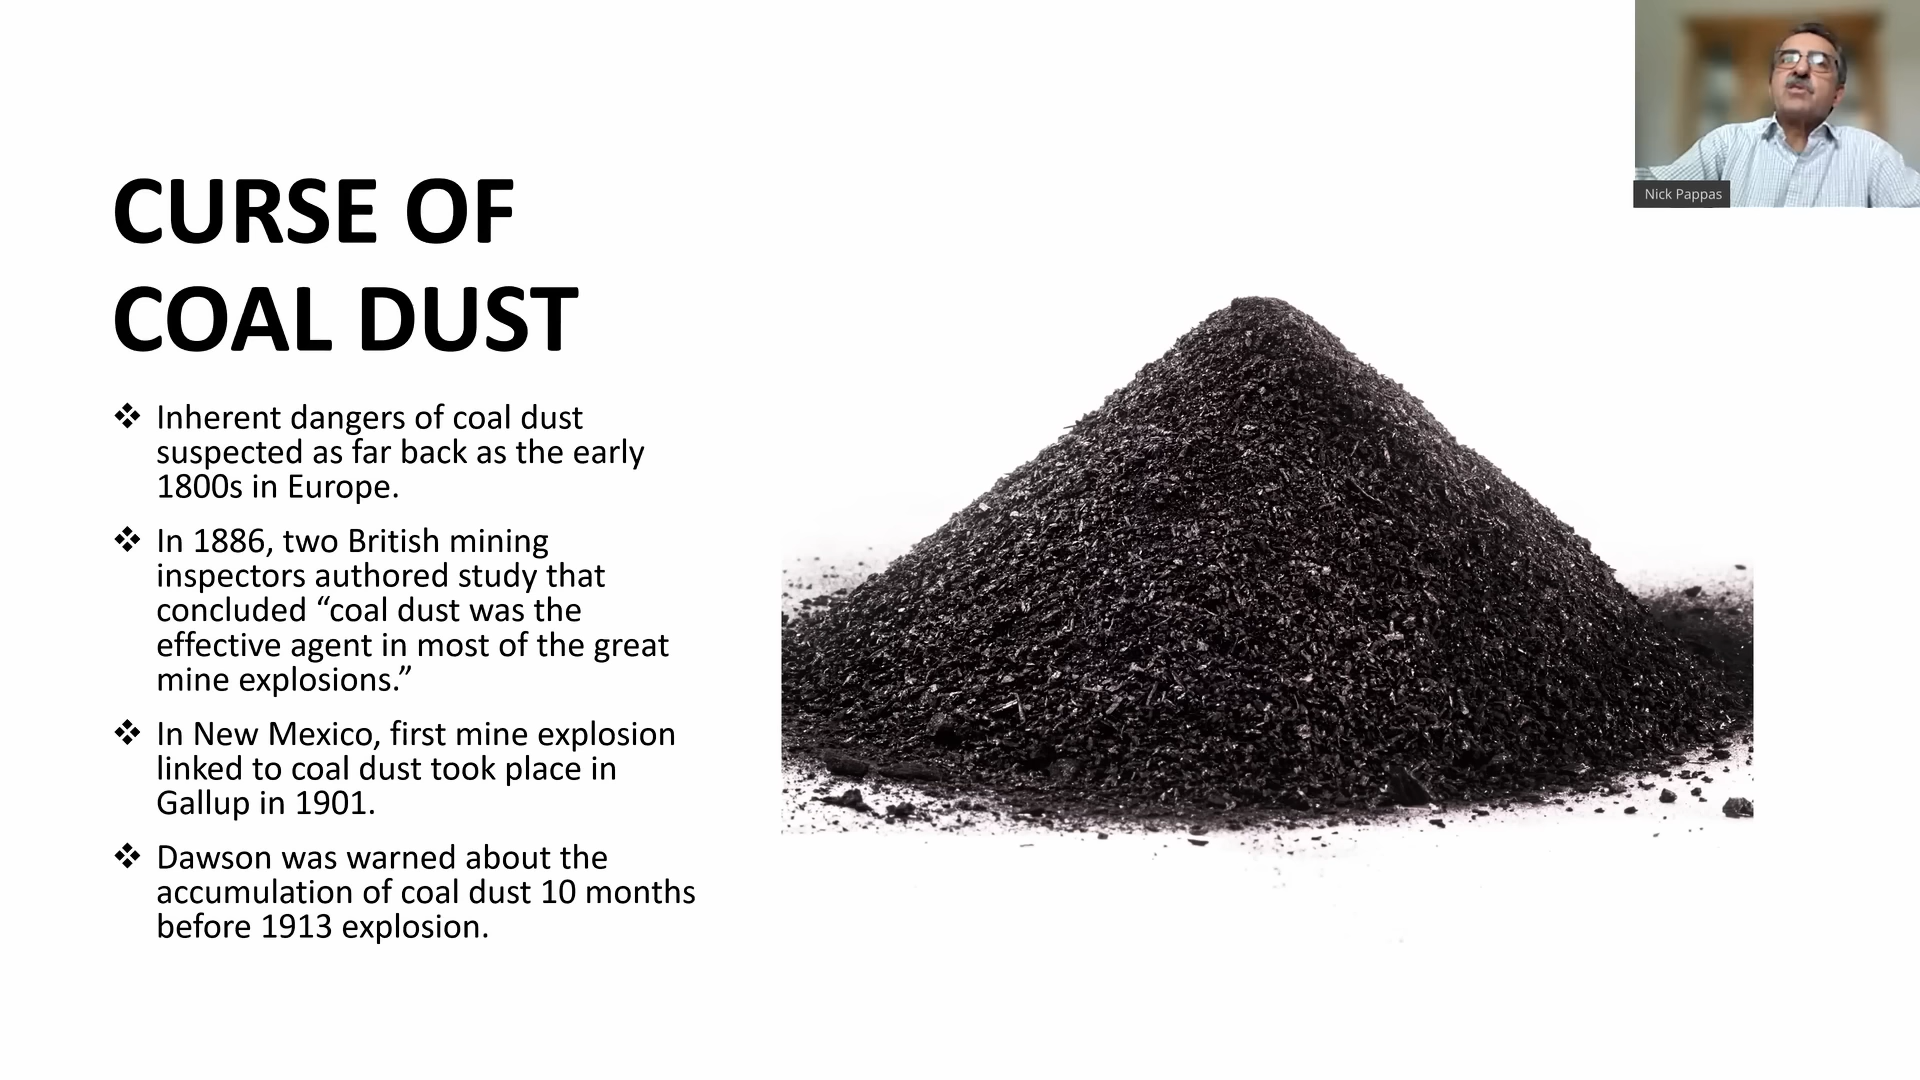 CURSE OF
COAL DUST
❖ Inherent dangers of coal dust
suspected as far back as the early
1800s in Europe.
❖ In 1886, two British mining
inspectors authored study that
concluded “coal dust was the
effective agent in most of the great
mine explosions.”
❖ In New Mexico, first mine explosion
linked to coal dust took place in
Gallup in 1901.
❖ Dawson was warned about the
accumulation of coal dust 10 months
before 1913 explosion.
Nick Pappas